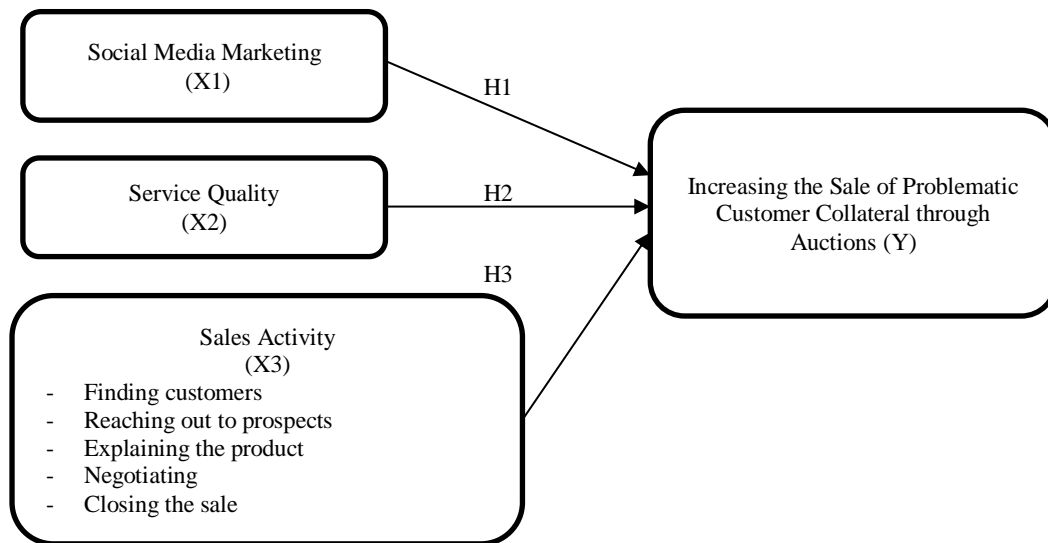 Social Media Marketing
(X1)
H1
Service Quality
(X2)
H2
Increasing the Sale of Problematic
Customer Collateral through
Auctions (Y)
H3
Sales Activity
(X3)
- Finding customers
- Reaching out to prospects
- Explaining the product
- Negotiating
- Closing the sale